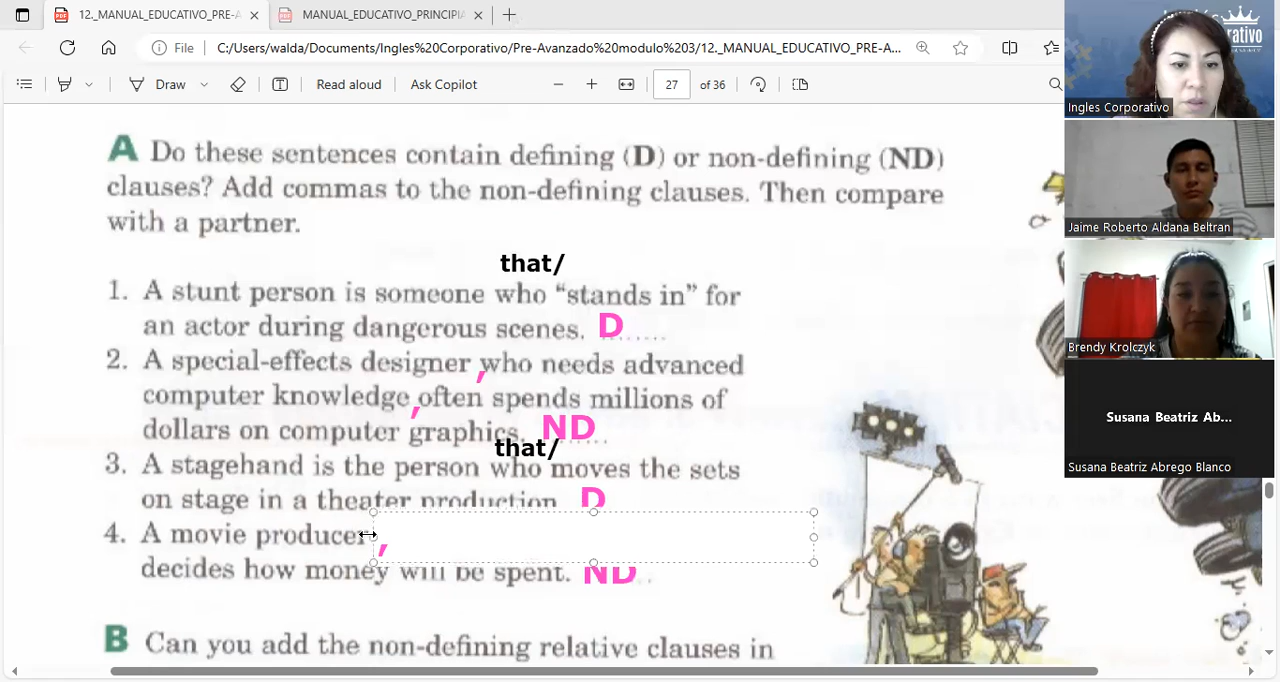 12._MANUAL_EDUCATIVO_PRE-A
MANUAL_EDUCATIVO_PRINCIPIA
File
C:/Users/walda/Documents/Ingles%20Corporativo/Pre-Avanzado%20modulo%203/12._MANUAL_EDUCATIVO_PRE-A...
Draw
Read aloud
Ask Copilot
27 of 36
A Do these sentences contain defining (D) or non-defining (ND)
clauses? Add commas to the non-defining clauses. Then compare
with a partner.
that/
1. A stunt person is someone who “stands in” for
an actor during dangerous scenes. D
2. A special-effects designer , who needs advanced
computer knowledge , often spends millions of
dollars on computer graphics. ND
that/
3. A stagehand is the person who moves the sets
on stage in a theater production D
4. A movie producer ,
decides how money will be spent. ND
B Can you add the non-defining relative clauses in
Ingles Corporativo
Jaime Roberto Aldana Beltran
Brendy Krolczyk
Susana Beatriz Ab...
Susana Beatriz Abrego Blanco